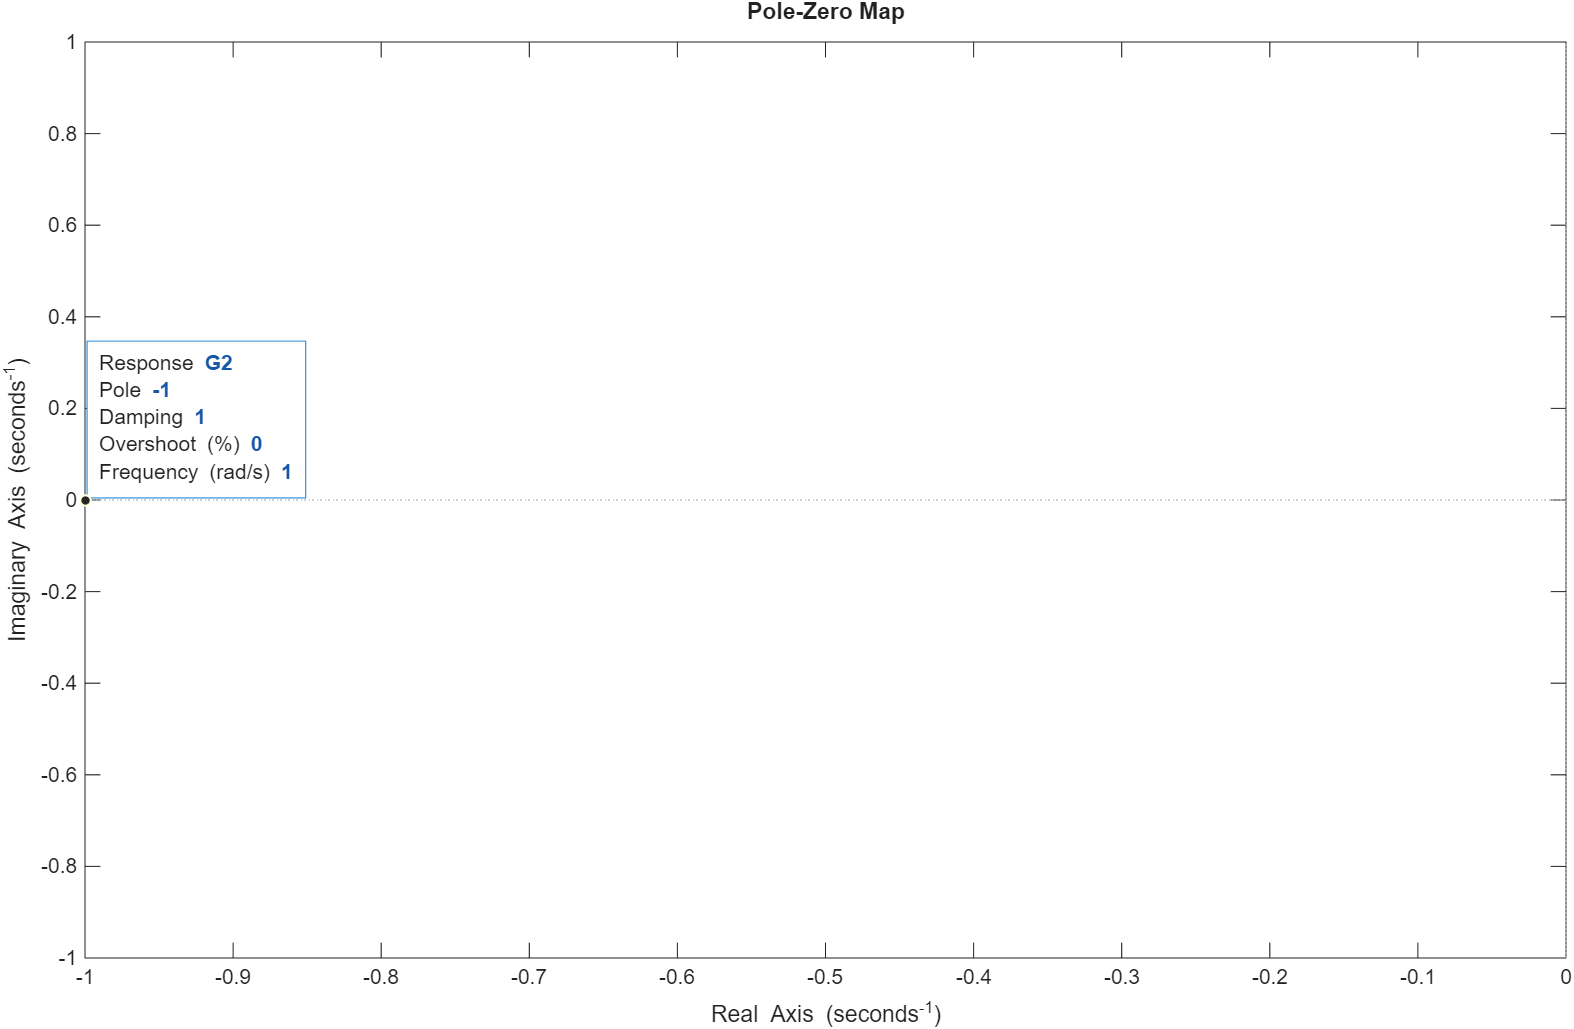 Pole-Zero Map
1
0.8
0.6
0.4
0.2
0
-0.2
-0.4
-0.6
-0.8
-1
Imaginary Axis (seconds-1)
Response G2
Pole -1
Damping 1
Overshoot (%) 0
Frequency (rad/s) 1
-1 -0.9 -0.8 -0.7 -0.6 -0.5 -0.4 -0.3 -0.2 -0.1 0
Real Axis (seconds-1)